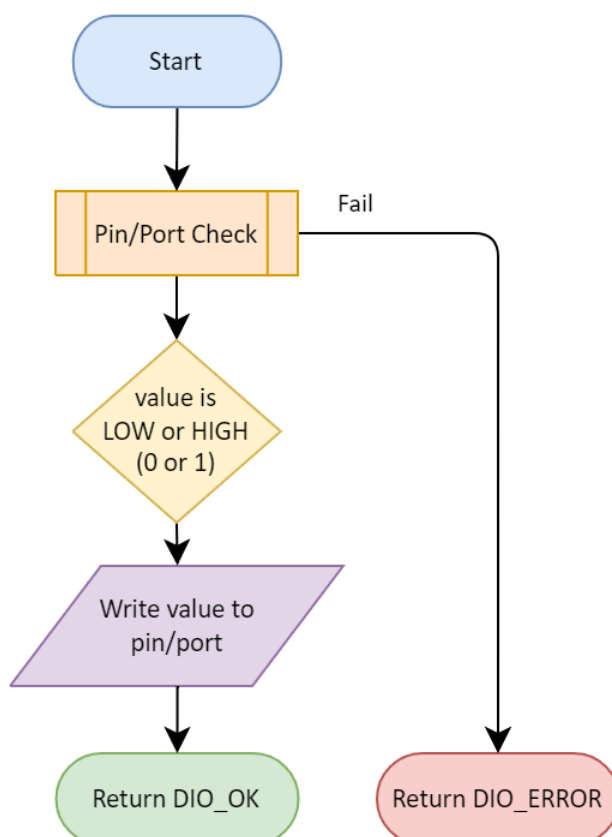 Start
Pin/Port Check
Fail
value is
LOW or HIGH
(0 or 1)
Write value to
pin/port
Return DIO_OK
Return DIO_ERROR